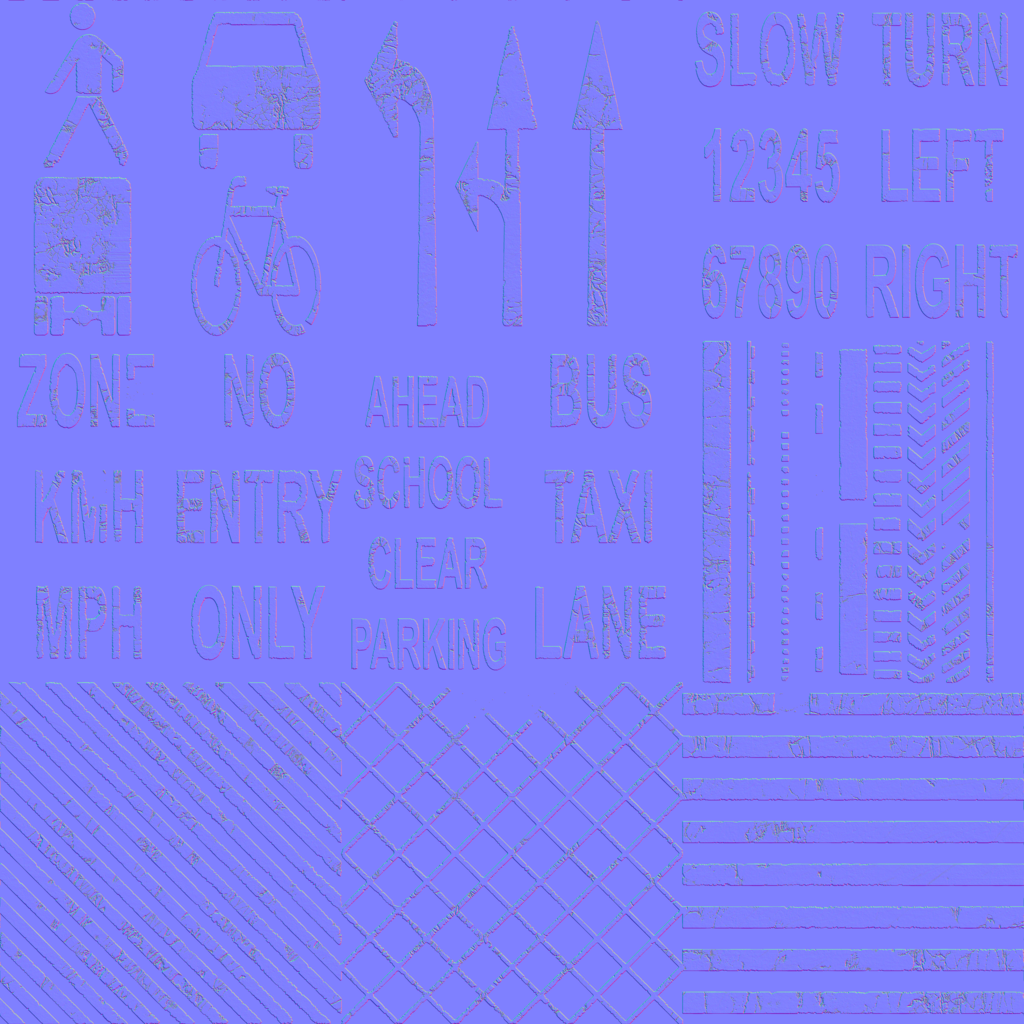 SLOW TURN
12345 LEFT
67890 RIGHT
ZONE NO AHEAD BUS
KMH ENTRY SCHOOL TAXI
CLEAR
MPH ONLY PARKING LANE